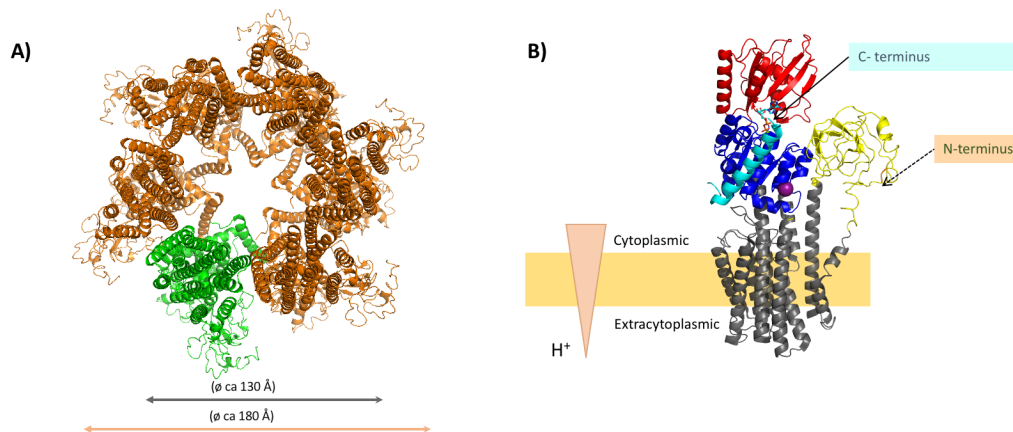 A)
(ø ca 130 Å)
(ø ca 180 Å)
B)
C- terminus
N-terminus
Cytoplasmic
Extracytoplasmic
H⁺